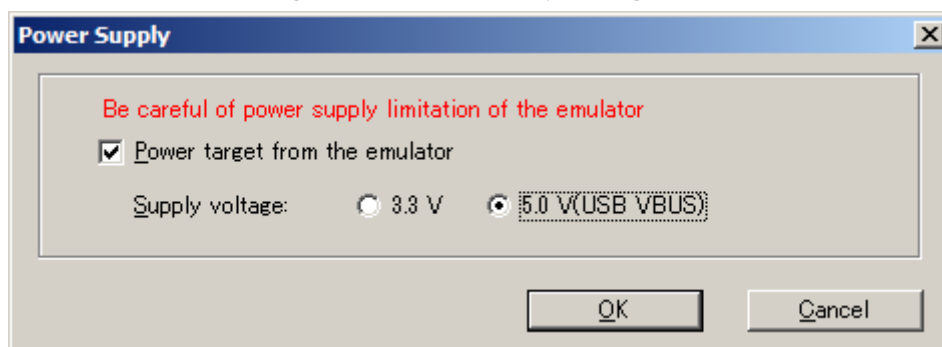 Power Supply
Be careful of power supply limitation of the emulator
Power target from the emulator
Supply voltage: 3.3 V 5.0 V(USB VBUS)
OK Cancel